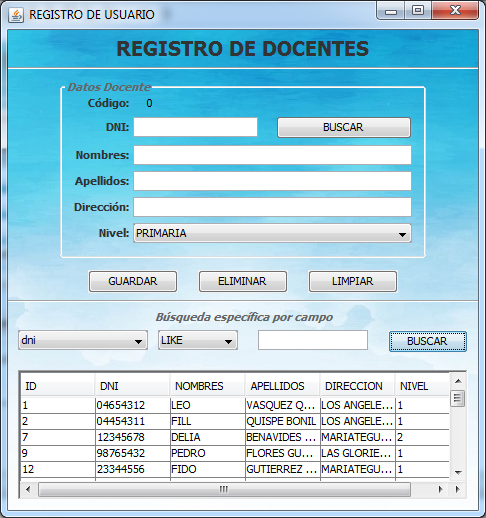 REGISTRO DE USUARIO
REGISTRO DE DOCENTES
Datos Docente
Código: 0
DNI: BUSCAR
Nombres:
Apellidos:
Dirección:
Nivel: PRIMARIA
GUARDAR ELIMINAR LIMPIAR
Búsqueda específica por campo
dni LIKE BUSCAR
ID DNI NOMBRES APELLIDOS DIRECCION NIVEL
1 04654312 LEO VASQUEZ Q... LOS ANGELE... 1
2 04454311 FILL QUISPE BONIL LOS ANGELE... 1
7 12345678 DELIA BENAVIDES ... MARIATEGU... 2
9 98765432 PEDRO FLORES GU... LAS GLORIE... 1
12 23344556 FIDO GUTIERREZ ... MARIATEGU... 1